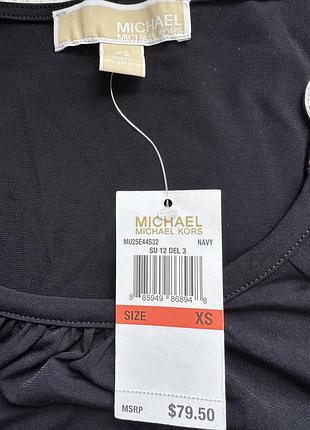 MICHAEL
MICHAEL KORS
XS
MICHAEL
MICHAEL KORS
MU25E44S32 NAVY
SU 12 DEL 3
8 85949 86894 8
SIZE XS
MSRP $79.50